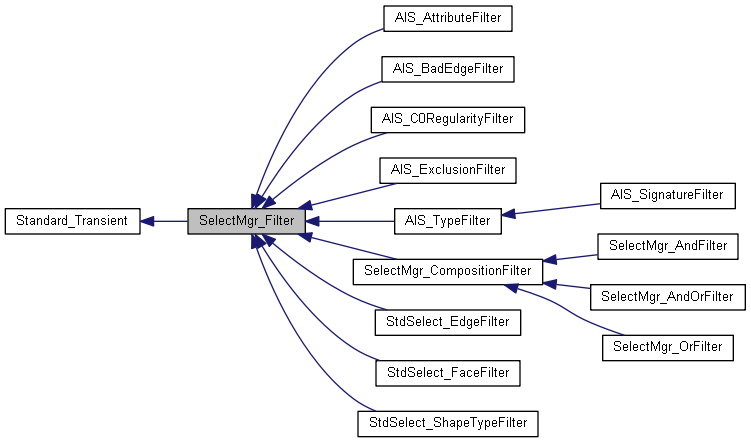 AIS_AttributeFilter
AIS_BadEdgeFilter
AIS_C0RegularityFilter
AIS_ExclusionFilter
AIS_SignatureFilter
Standard_Transient
SelectMgr_Filter
AIS_TypeFilter
SelectMgr_AndFilter
SelectMgr_CompositionFilter
SelectMgr_AndOrFilter
StdSelect_EdgeFilter
SelectMgr_OrFilter
StdSelect_FaceFilter
StdSelect_ShapeTypeFilter